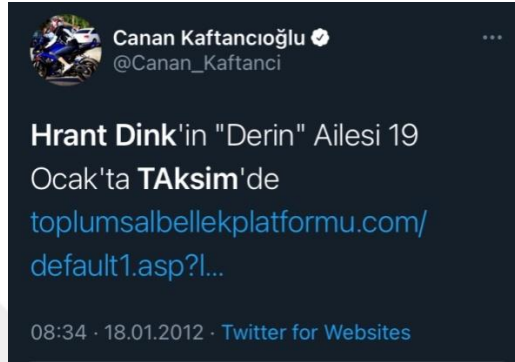 Canan Kaftancıoğlu
@Canan_Kaftanci
Hrant Dink'in "Derin" Ailesi 19
Ocak'ta TAksim'de
toplumsalbellekplatformu.com/
default1.asp?l...
08:34 · 18.01.2012 · Twitter for Websites